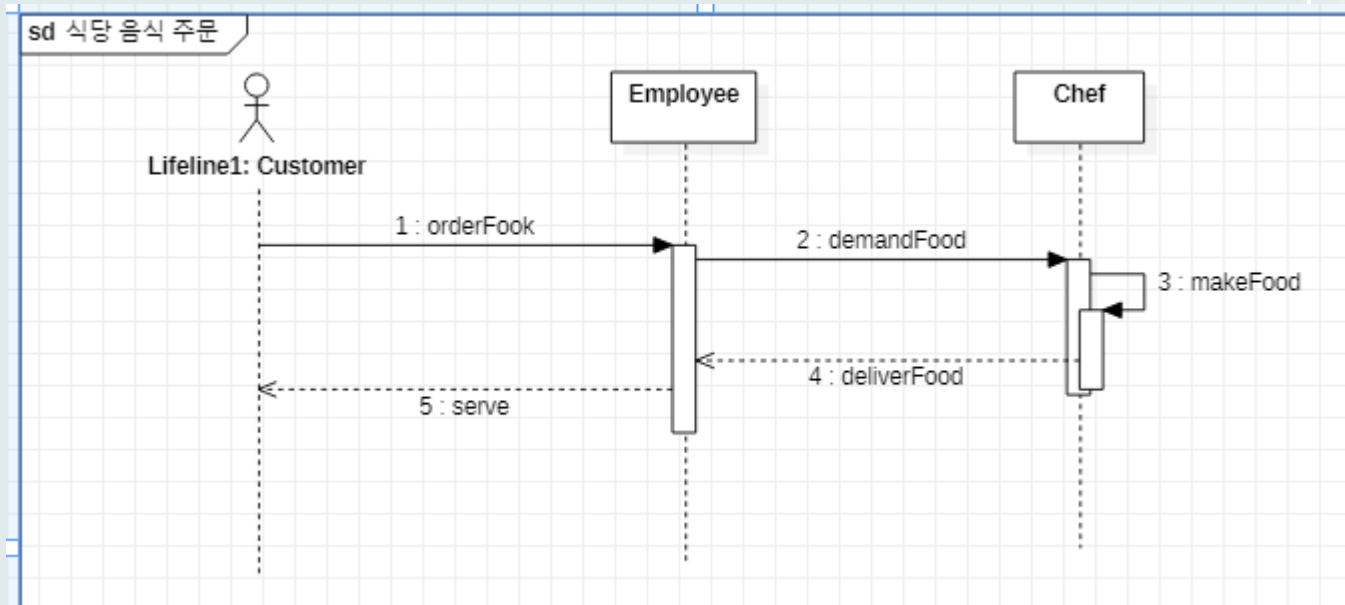 sd 식당 음식 주문
Employee
Chef
Lifeline1: Customer
1 : orderFook
2 : demandFood
3 : makeFood
4 : deliverFood
5 : serve